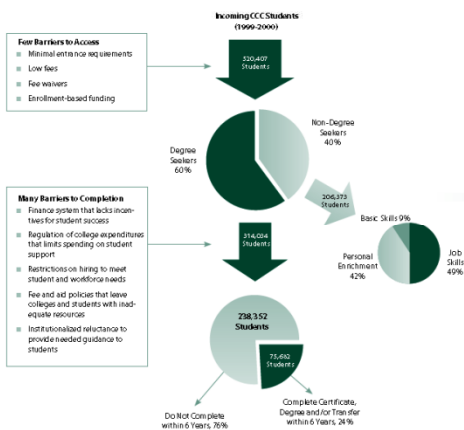 Incoming CCC Students
(1999-2000)
Few Barriers to Access
Minimal entrance requirements
Low fees
Fee waivers
Enrollment-based funding
520,407
Students
Non-Degree
Seekers
40%
Degree
Seekers
60%
206,373
Students
Many Barriers to Completion
Finance system that lacks incen-
tives for student success
Regulation of college expenditures
that limits spending on student
support
Restrictions on hiring to meet
student and workforce needs
Fee and aid policies that leave
colleges and students with inad-
equate resources
Institutionalized reluctance to
provide needed guidance to
students
314,034
Students
Basic Skills 9%
Personal
Enrichment
42%
Job
Skills
49%
238,352
Students
75,682
Students
Do Not Complete
within 6 Years, 76%
Complete Certificate,
Degree and/or Transfer
within 6 Years, 24%